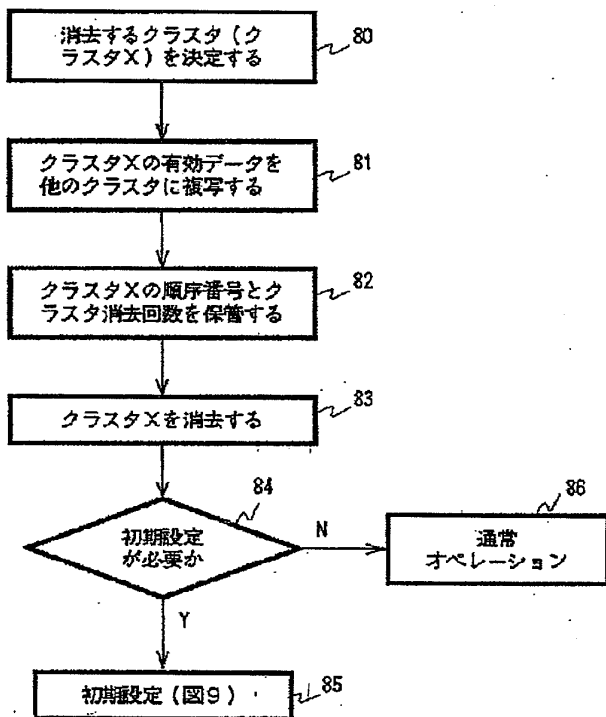 消去するクラスタ（ク
ラスタX）を決定する
80
クラスタXの有効データを
他のクラスタに複写する
81
クラスタXの順序番号とク
ラスタ消去回数を保管する
82
クラスタXを消去する
83
84
初期設定
が必要か
N
86
通常
オペレーション
Y
初期設定（図9）
85